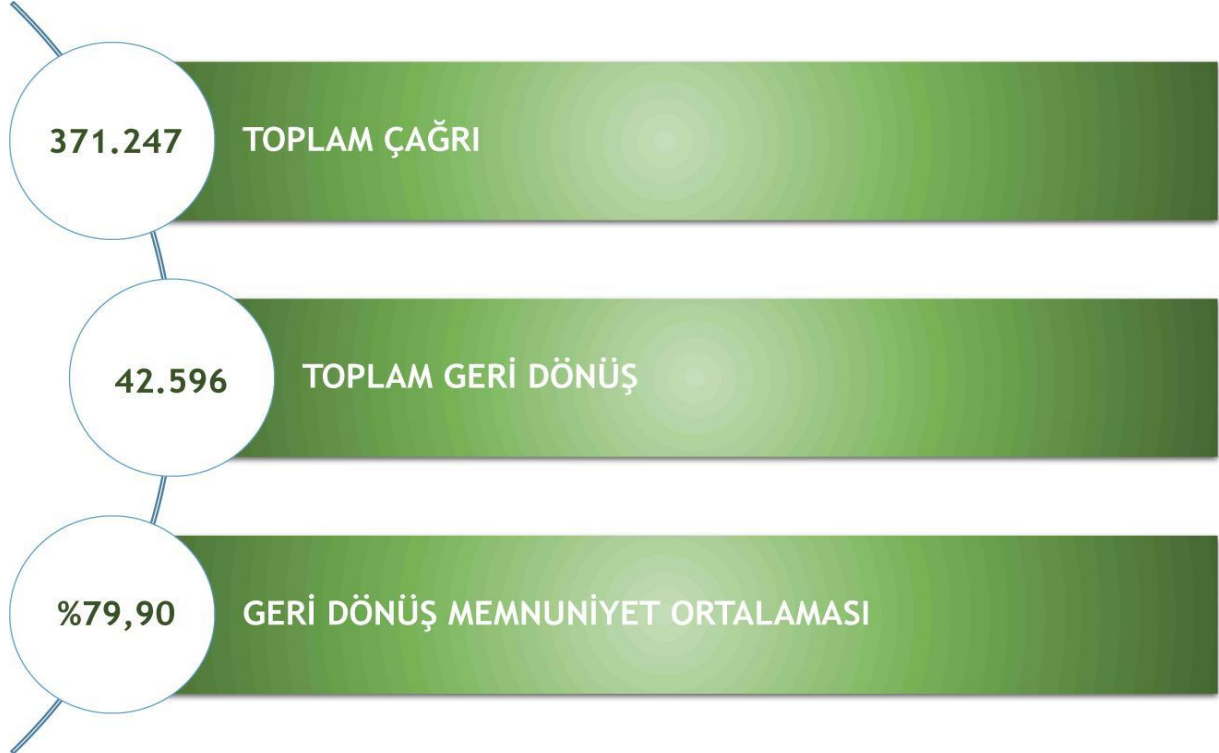 371.247 TOPLAM ÇAĞRI
42.596 TOPLAM GERİ DÖNÜŞ
%79,90 GERİ DÖNÜŞ MEMNUNİYET ORTALAMASI